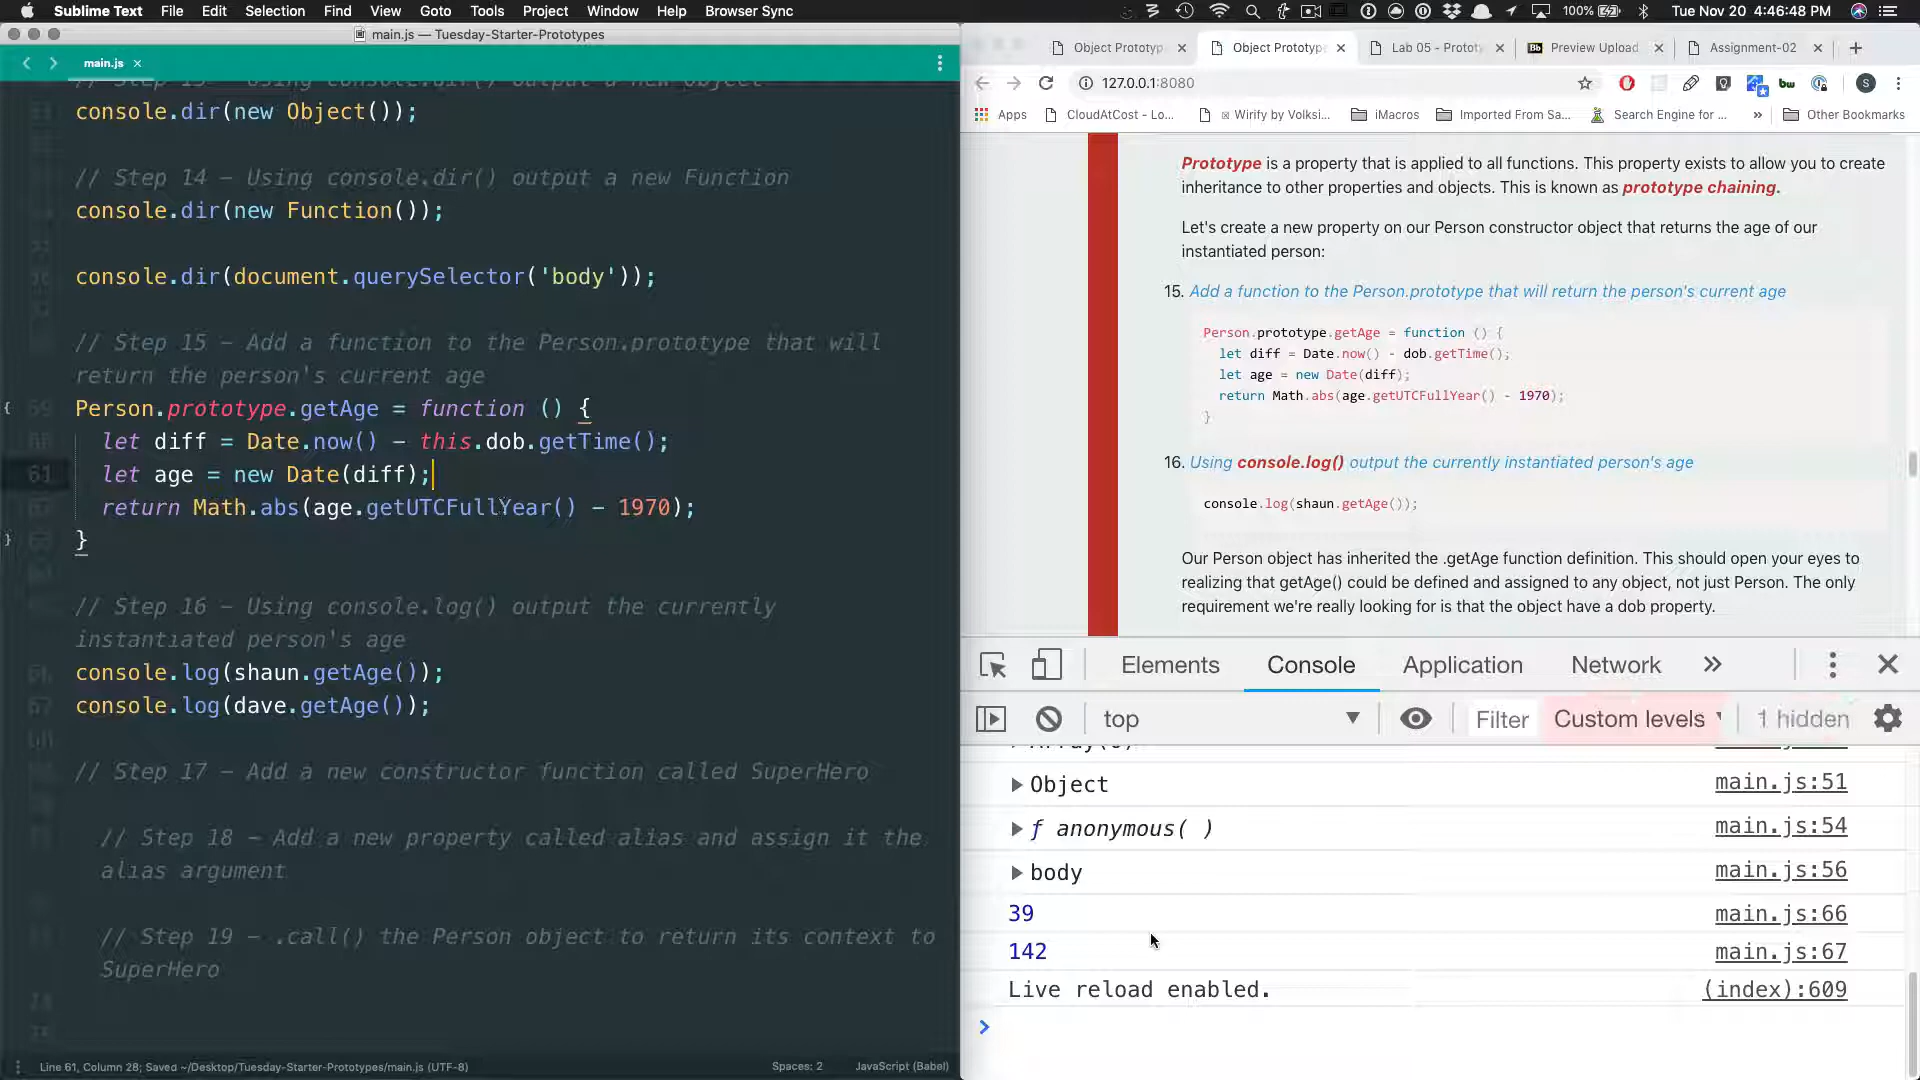 Sublime Text File Edit Selection Find View Goto Tools Project Window Help Browser Sync
100% Tue Nov 20 4:46:48 PM
main.js — Tuesday-Starter-Prototypes
main.js
console.dir(new Object());
// Step 14 – Using console.dir() output a new Function
console.dir(new Function());
console.dir(document.querySelector('body'));
// Step 15 – Add a function to the Person.prototype that will
return the person's current age
Person.prototype.getAge = function () {
let diff = Date.now() - this.dob.getTime();
61 let age = new Date(diff);
return Math.abs(age.getUTCFullYear() - 1970);
}
// Step 16 – Using console.log() output the currently
instantiated person's age
console.log(shaun.getAge());
console.log(dave.getAge());
// Step 17 – Add a new constructor function called SuperHero
// Step 18 – Add a new property called alias and assign it the
alias argument
// Step 19 – .call() the Person object to return its context to
SuperHero
Line 61, Column 28; Saved ~/Desktop/Tuesday-Starter-Prototypes/main.js (UTF-8) Spaces: 2 JavaScript (Babel)
Object Prototyp Object Prototype Lab 05 - Protot Bb Preview Upload Assignment-02
127.0.0.1:8080
Apps CloudAtCost - Lo... Wirify by Volksi... iMacros Imported From Sa... Search Engine for ... » Other Bookmarks
Prototype is a property that is applied to all functions. This property exists to allow you to create
inheritance to other properties and objects. This is known as prototype chaining.
Let's create a new property on our Person constructor object that returns the age of our
instantiated person:
15. Add a function to the Person.prototype that will return the person's current age
Person.prototype.getAge = function () {
let diff = Date.now() - dob.getTime();
let age = new Date(diff);
return Math.abs(age.getUTCFullYear() - 1970);
}
16. Using console.log() output the currently instantiated person's age
console.log(shaun.getAge());
Our Person object has inherited the .getAge function definition. This should open your eyes to
realizing that getAge() could be defined and assigned to any object, not just Person. The only
requirement we're really looking for is that the object have a dob property.
Elements Console Application Network »
top Filter Custom levels 1 hidden
Object main.js:51
ƒ anonymous( ) main.js:54
body main.js:56
39 main.js:66
142 main.js:67
Live reload enabled. (index):609